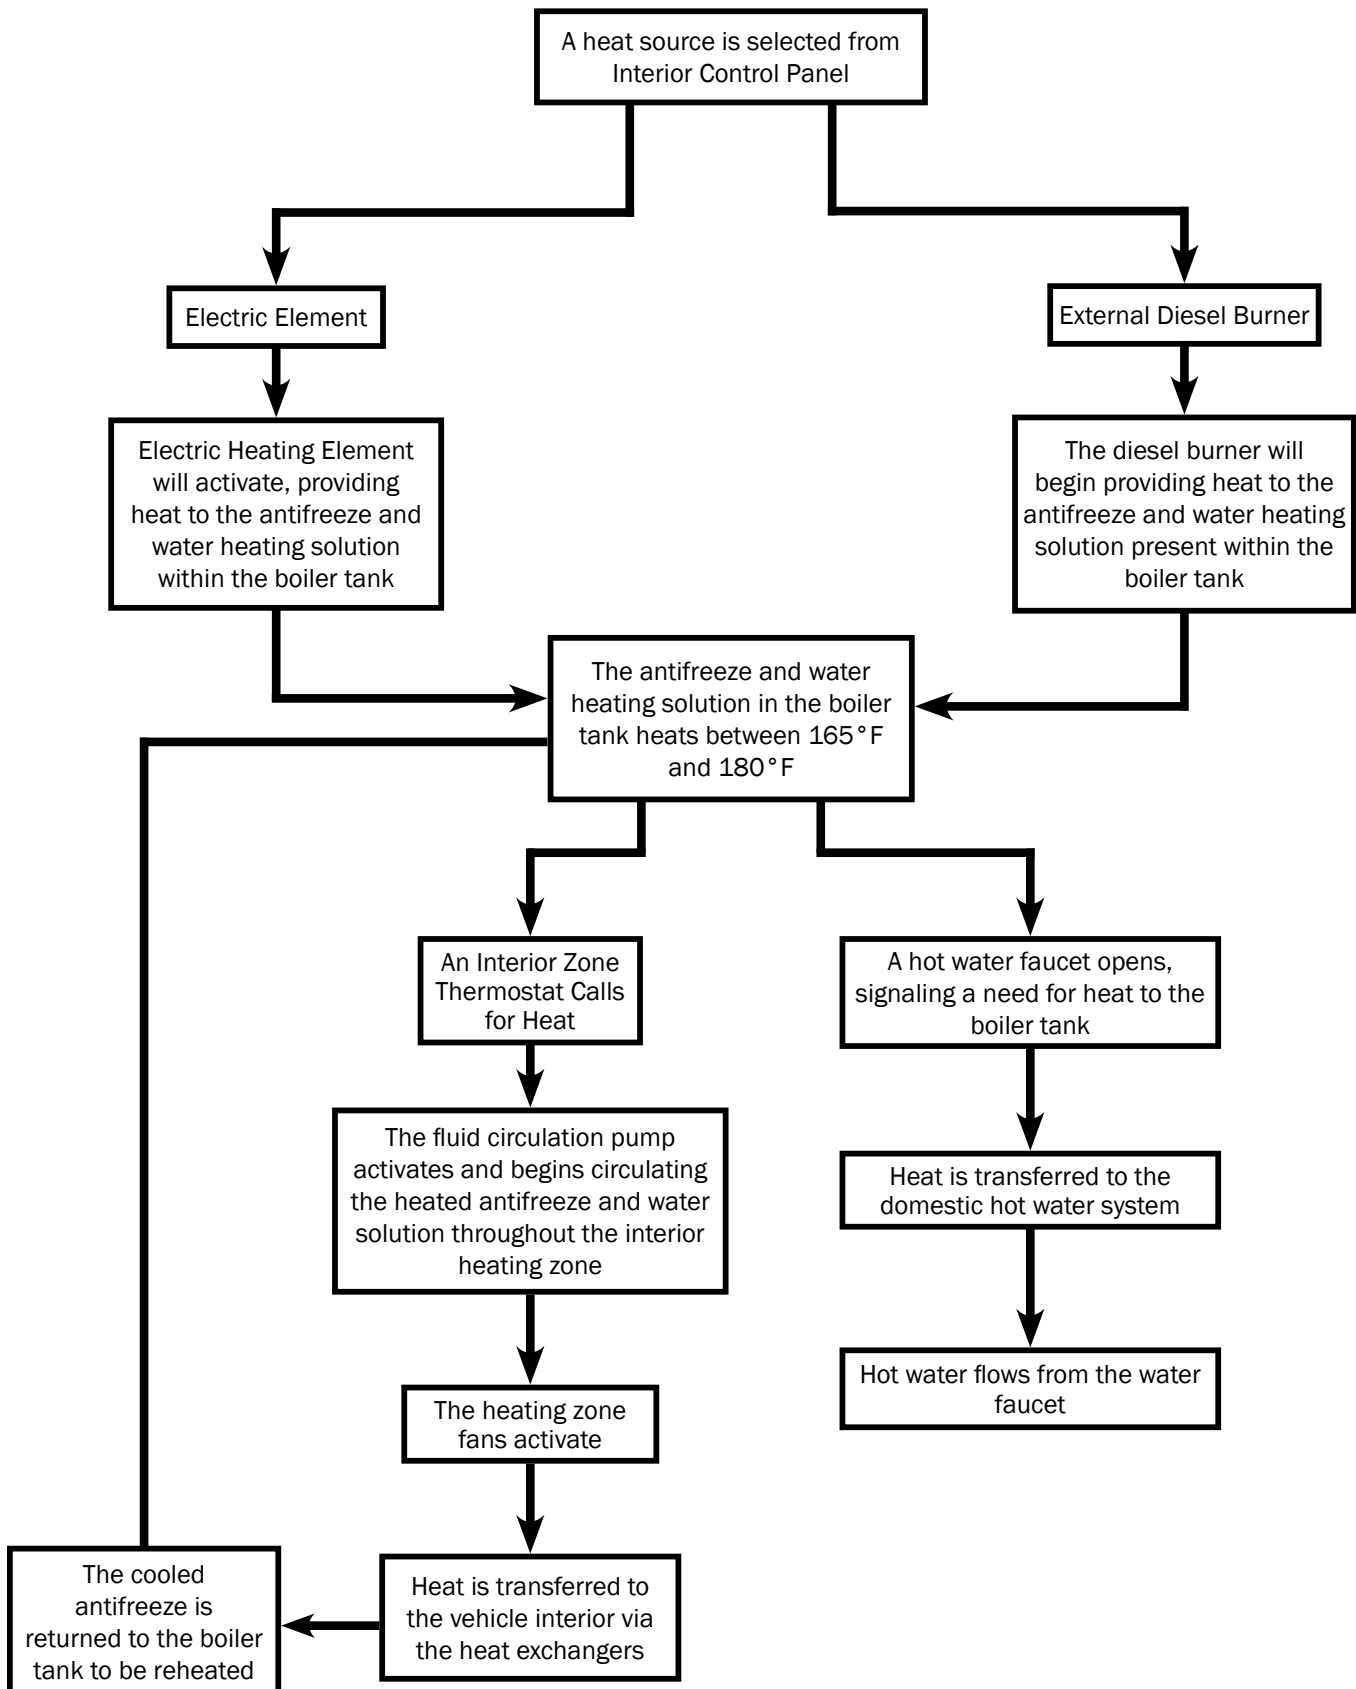 A heat source is selected from
Interior Control Panel
Electric Element
External Diesel Burner
Electric Heating Element
will activate, providing
heat to the antifreeze and
water heating solution
within the boiler tank
The diesel burner will
begin providing heat to the
antifreeze and water heating
solution present within the
boiler tank
The antifreeze and water
heating solution in the boiler
tank heats between 165°F
and 180°F
An Interior Zone
Thermostat Calls
for Heat
A hot water faucet opens,
signaling a need for heat to the
boiler tank
The fluid circulation pump
activates and begins circulating
the heated antifreeze and water
solution throughout the interior
heating zone
Heat is transferred to the
domestic hot water system
The heating zone
fans activate
Hot water flows from the water
faucet
Heat is transferred to
the vehicle interior via
the heat exchangers
The cooled
antifreeze is
returned to the boiler
tank to be reheated